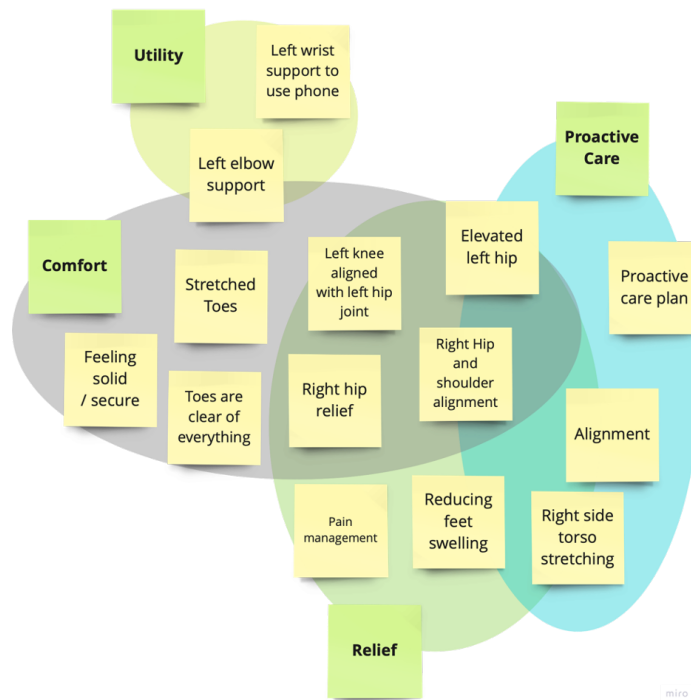 Utility
Left wrist
support to
use phone
Left elbow
support
Proactive
Care
Comfort
Stretched
Toes
Left knee
aligned
with left hip
joint
Elevated
left hip
Proactive
care plan
Feeling
solid
/ secure
Toes are
clear of
everything
Right hip
relief
Right Hip
and
shoulder
alignment
Alignment
Pain
management
Reducing
feet
swelling
Right side
torso
stretching
Relief
miro